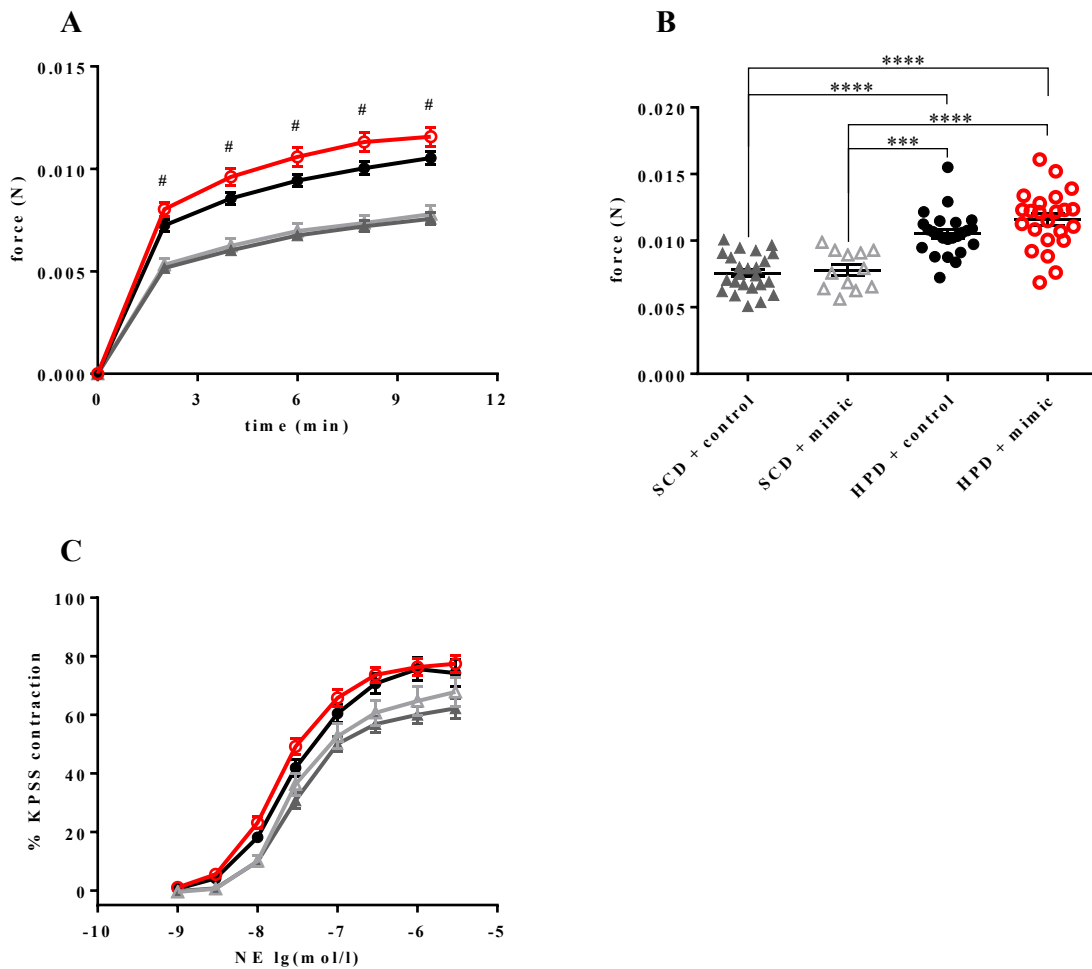 A
0.015
0.010
0.005
0.000
force (N)
# # # # #
0 3 6 9 12
time (min)
B
****
****
****
***
0.020
0.015
0.010
0.005
0.000
force (N)
SCD + control
SCD + mimic
HPD + control
HPD + mimic
C
100
80
60
40
20
0
% KPSS contraction
-10 -9 -8 -7 -6 -5
NE lg(mol/l)